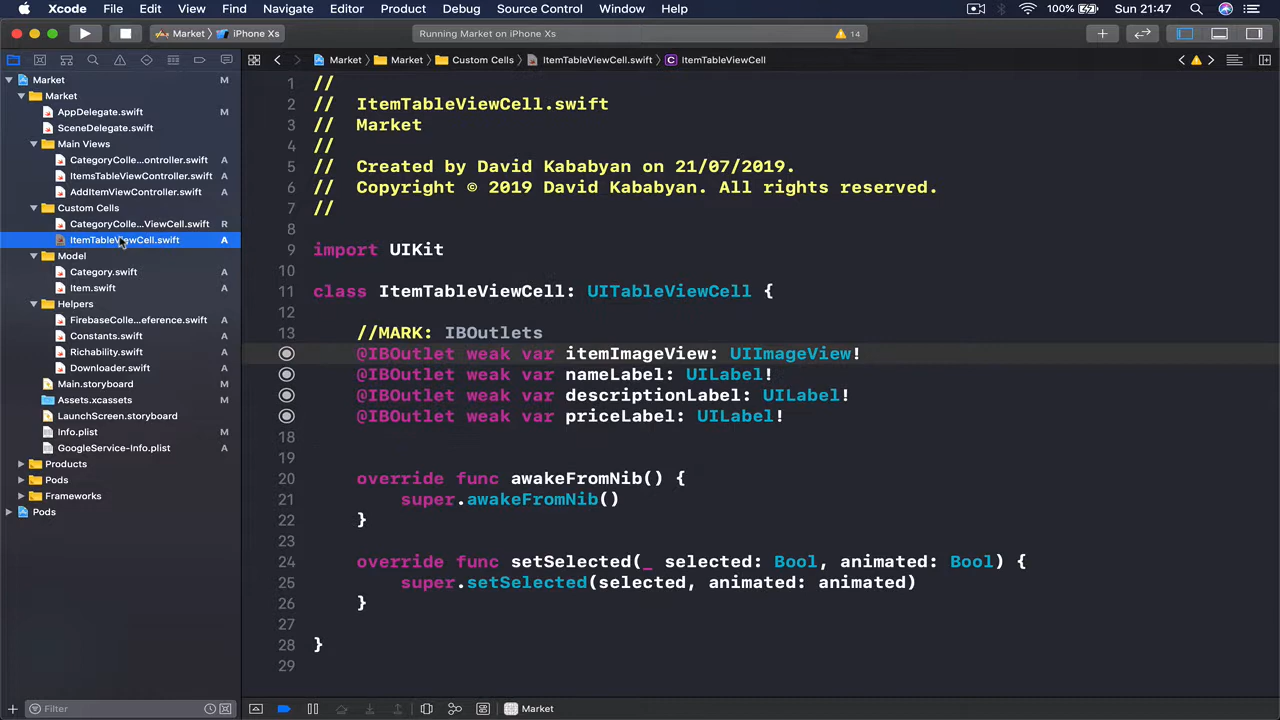 Xcode File Edit View Find Navigate Editor Product Debug Source Control Window Help 100% Sun 21:47
Market iPhone Xs Running Market on iPhone Xs 14
Market Market Custom Cells ItemTableViewCell.swift C ItemTableViewCell
Market M
Market
AppDelegate.swift M
SceneDelegate.swift
Main Views
CategoryColle...ontroller.swift A
ItemsTableViewController.swift A
AddItemViewController.swift A
Custom Cells
CategoryColle...ViewCell.swift R
ItemTableViewCell.swift A
Model
Category.swift A
Item.swift A
Helpers
FirebaseColle...eference.swift A
Constants.swift A
Richability.swift A
Downloader.swift A
Main.storyboard M
Assets.xcassets A
LaunchScreen.storyboard
Info.plist M
GoogleService-Info.plist A
Products
Pods
Frameworks
Pods
Filter
1 //
2 // ItemTableViewCell.swift
3 // Market
4 //
5 // Created by David Kababyan on 21/07/2019.
6 // Copyright © 2019 David Kababyan. All rights reserved.
7 //
8
9 import UIKit
10
11 class ItemTableViewCell: UITableViewCell {
12
13 //MARK: IBOutlets
@IBOutlet weak var itemImageView: UIImageView!
@IBOutlet weak var nameLabel: UILabel!
@IBOutlet weak var descriptionLabel: UILabel!
@IBOutlet weak var priceLabel: UILabel!
18
19
20 override func awakeFromNib() {
21 super.awakeFromNib()
22 }
23
24 override func setSelected(_ selected: Bool, animated: Bool) {
25 super.setSelected(selected, animated: animated)
26 }
27
28 }
29
Market